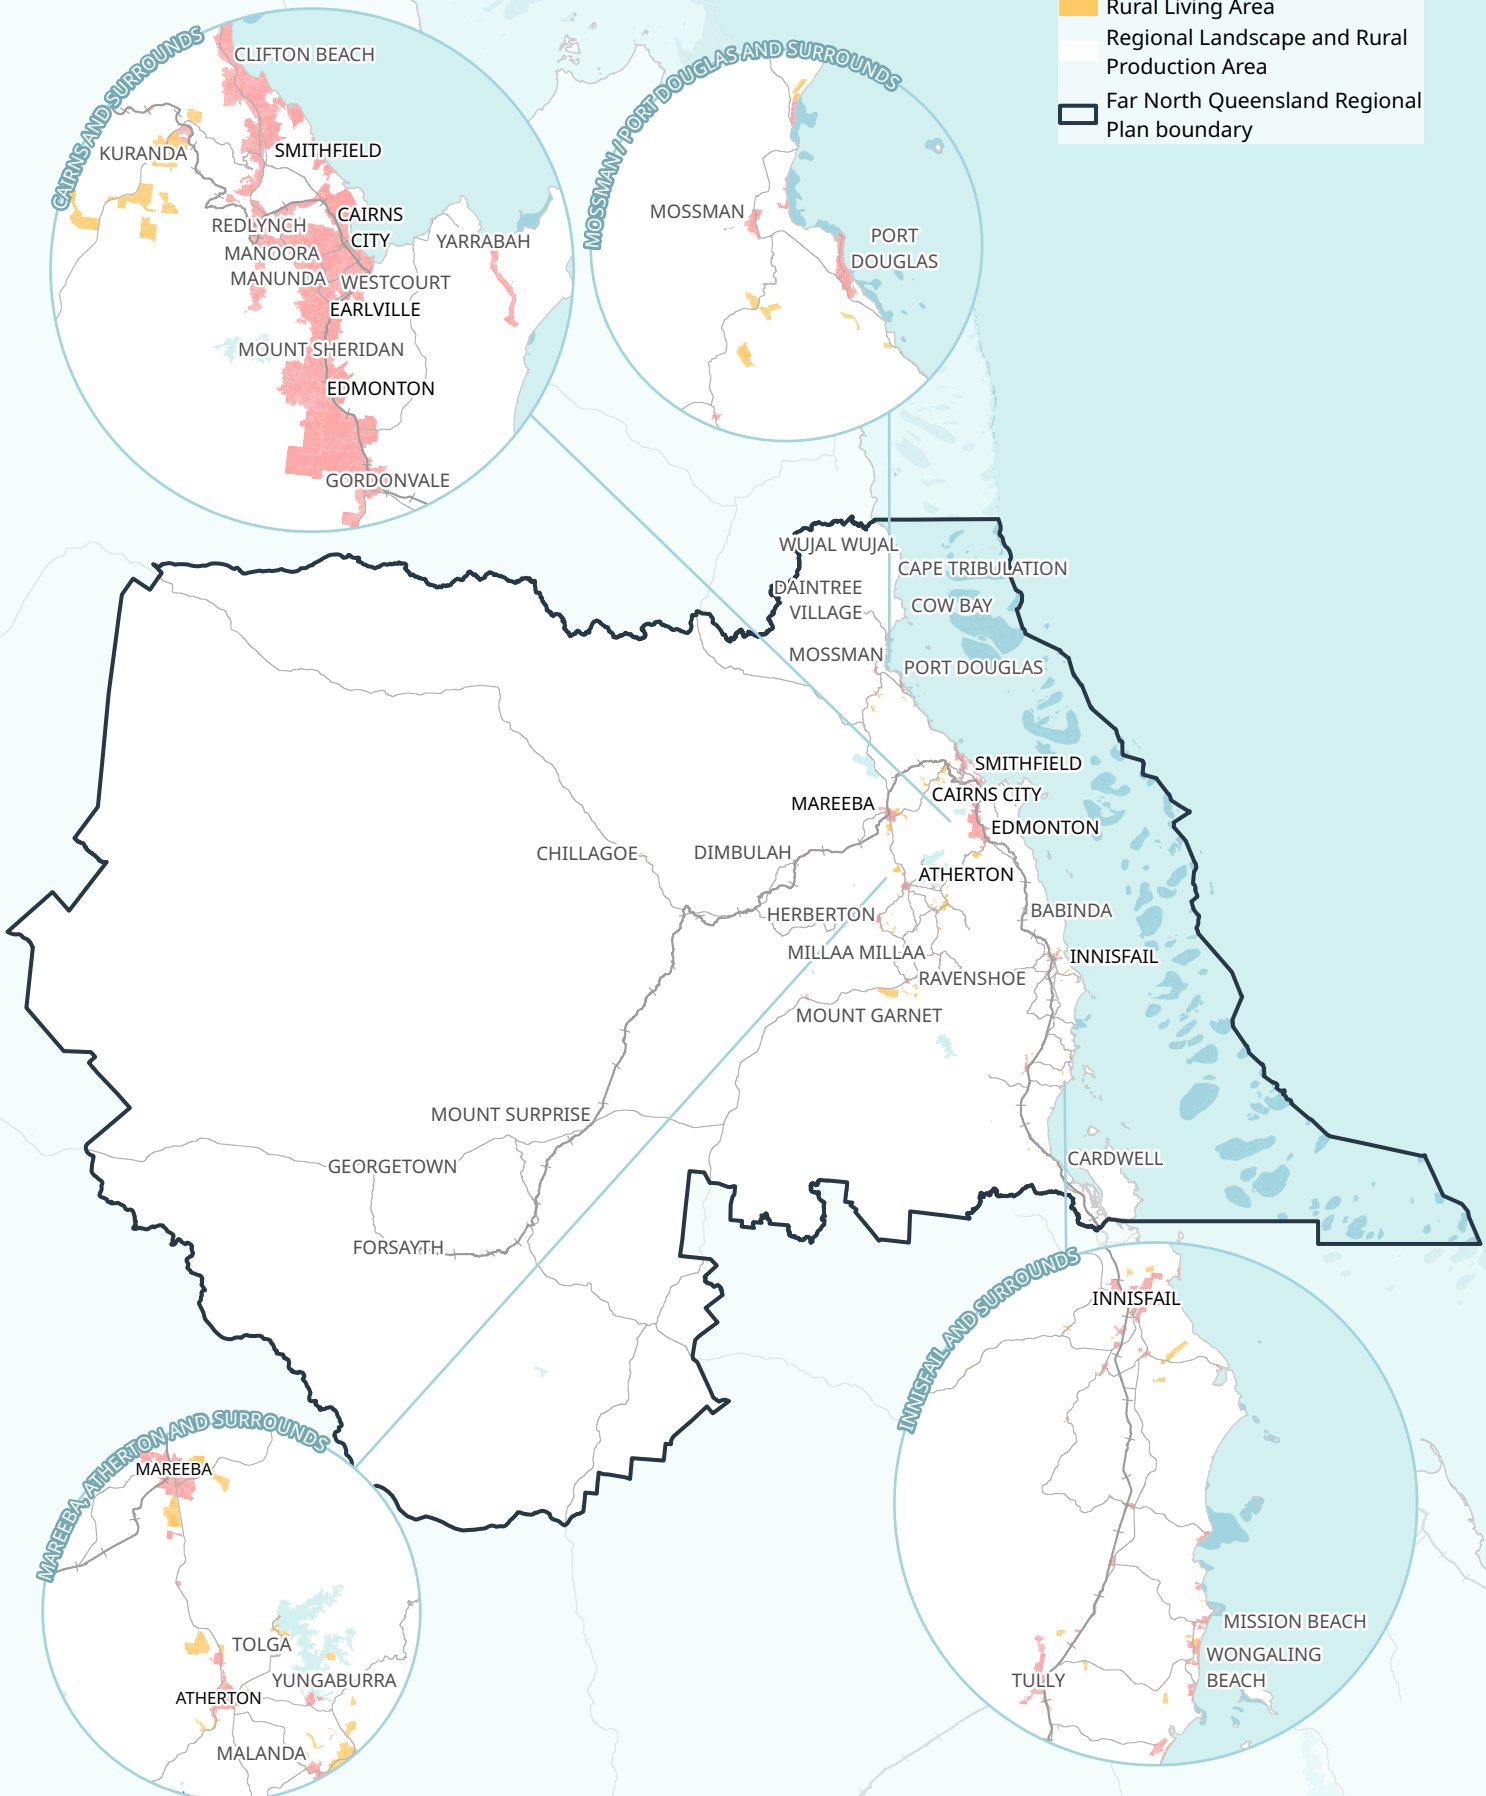 Rural Living Area
Regional Landscape and Rural
Production Area
Far North Queensland Regional
Plan boundary
CAIRNS AND SURROUNDS
CLIFTON BEACH
KURANDA
SMITHFIELD
REDLYNCH
CAIRNS
CITY
MANOORA
YARRABAH
MANUNDA
WESTCOURT
EARLVILLE
MOUNT SHERIDAN
EDMONTON
GORDONVALE
MOSSMAN / PORT DOUGLAS AND SURROUNDS
MOSSMAN
PORT
DOUGLAS
WUJAL WUJAL
CAPE TRIBULATION
DAINTREE
VILLAGE
COW BAY
MOSSMAN
PORT DOUGLAS
SMITHFIELD
CAIRNS CITY
MAREEBA
EDMONTON
CHILLAGOE
DIMBULAH
ATHERTON
HERBERTON
BABINDA
MILLAA MILLAA
INNISFAIL
RAVENSHOE
MOUNT GARNET
MOUNT SURPRISE
GEORGETOWN
CARDWELL
FORSAYTH
MAREEBA, ATHERTON AND SURROUNDS
MAREEBA
TOLGA
YUNGABURRA
ATHERTON
MALANDA
INNISFAIL AND SURROUNDS
INNISFAIL
MISSION BEACH
WONGALING
BEACH
TULLY